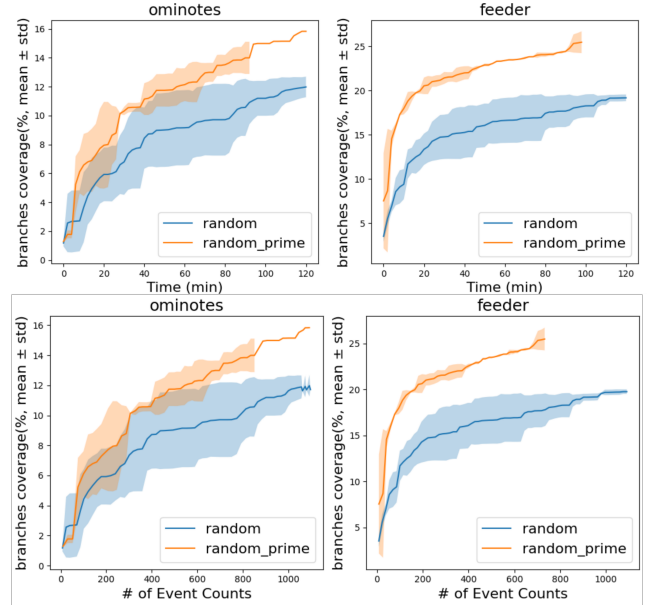 ominotes
branches coverage(%, mean ± std)
16
14
12
10
8
6
4
2
0
0 20 40 60 80 100 120
Time (min)
random
random_prime
feeder
branches coverage(%, mean ± std)
25
20
15
10
5
0 20 40 60 80 100 120
Time (min)
random
random_prime
ominotes
branches coverage(%, mean ± std)
16
14
12
10
8
6
4
2
0
0 200 400 600 800 1000
# of Event Counts
random
random_prime
feeder
branches coverage(%, mean ± std)
25
20
15
10
5
0 200 400 600 800 1000
# of Event Counts
random
random_prime